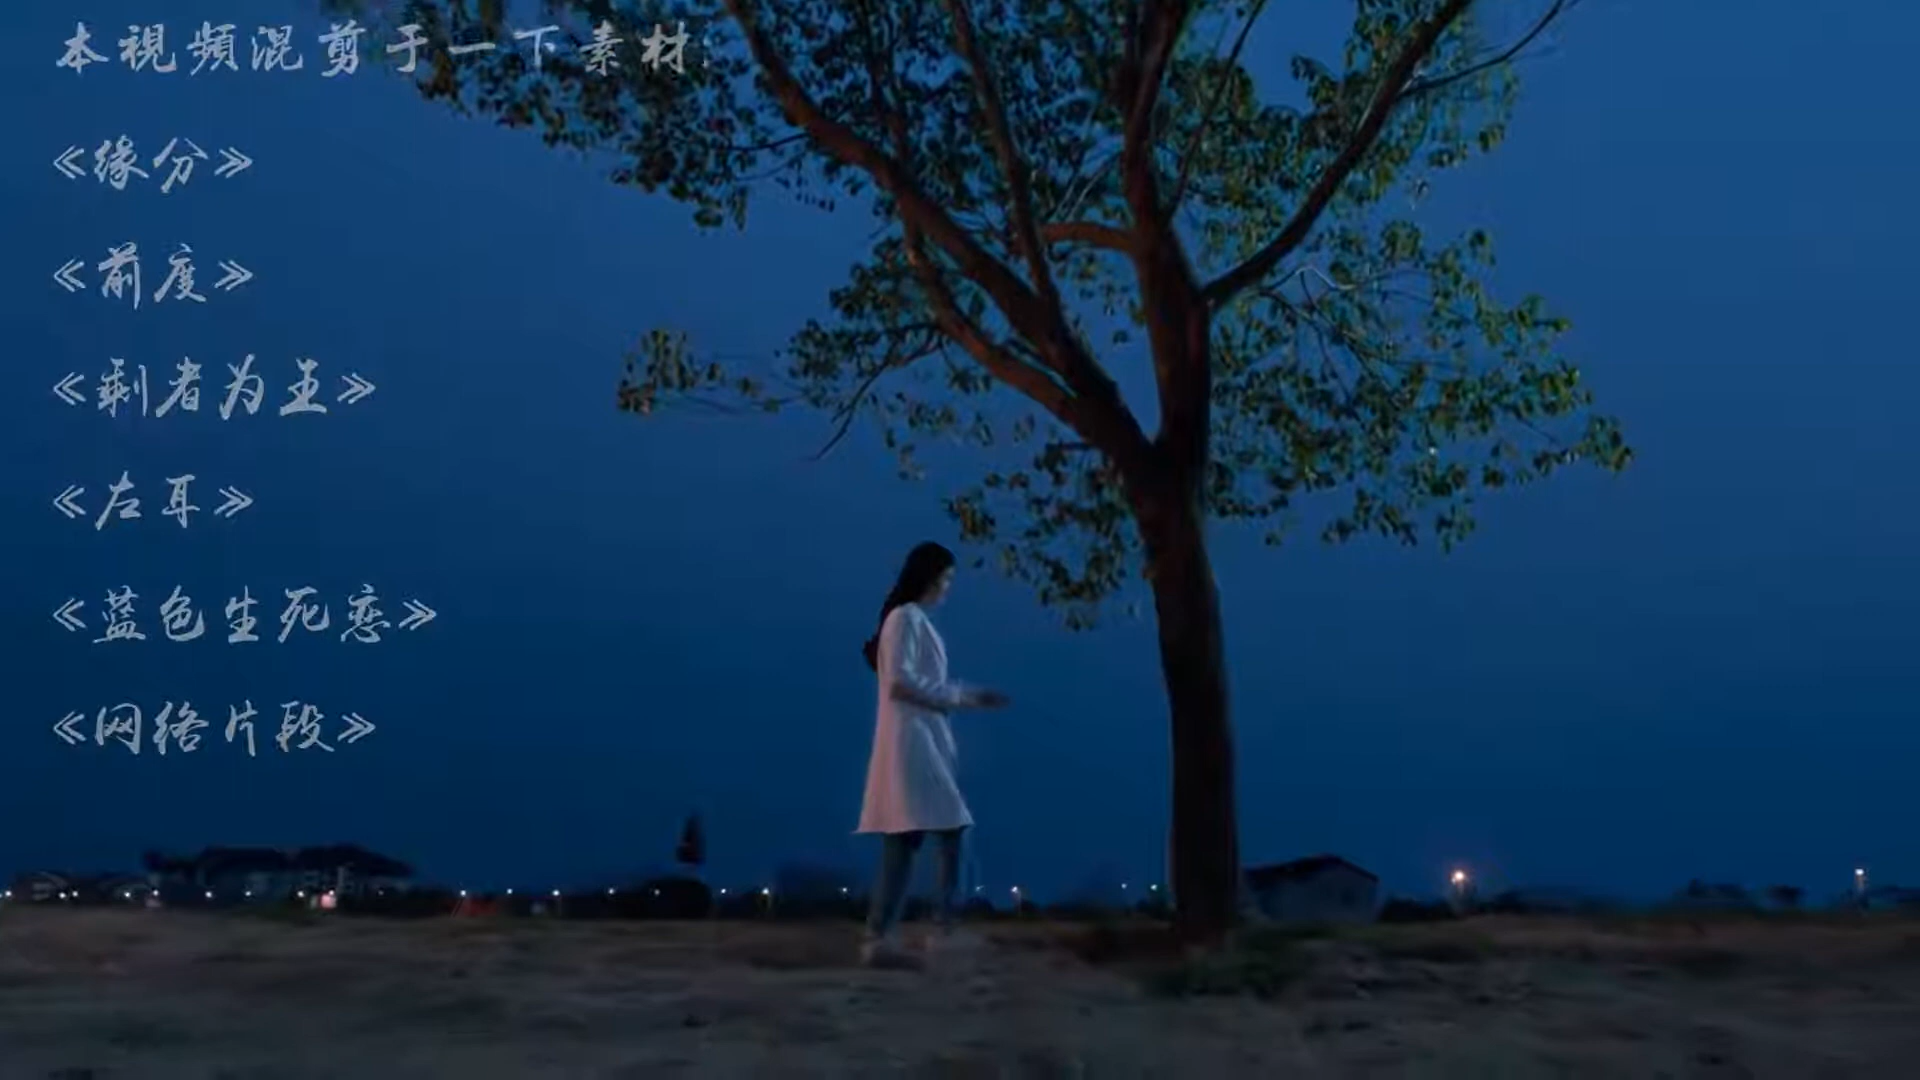 本視頻混剪于一下素材:
《缘分》
《前度》
《剩者为王》
《左耳》
《蓝色生死恋》
《网络片段》